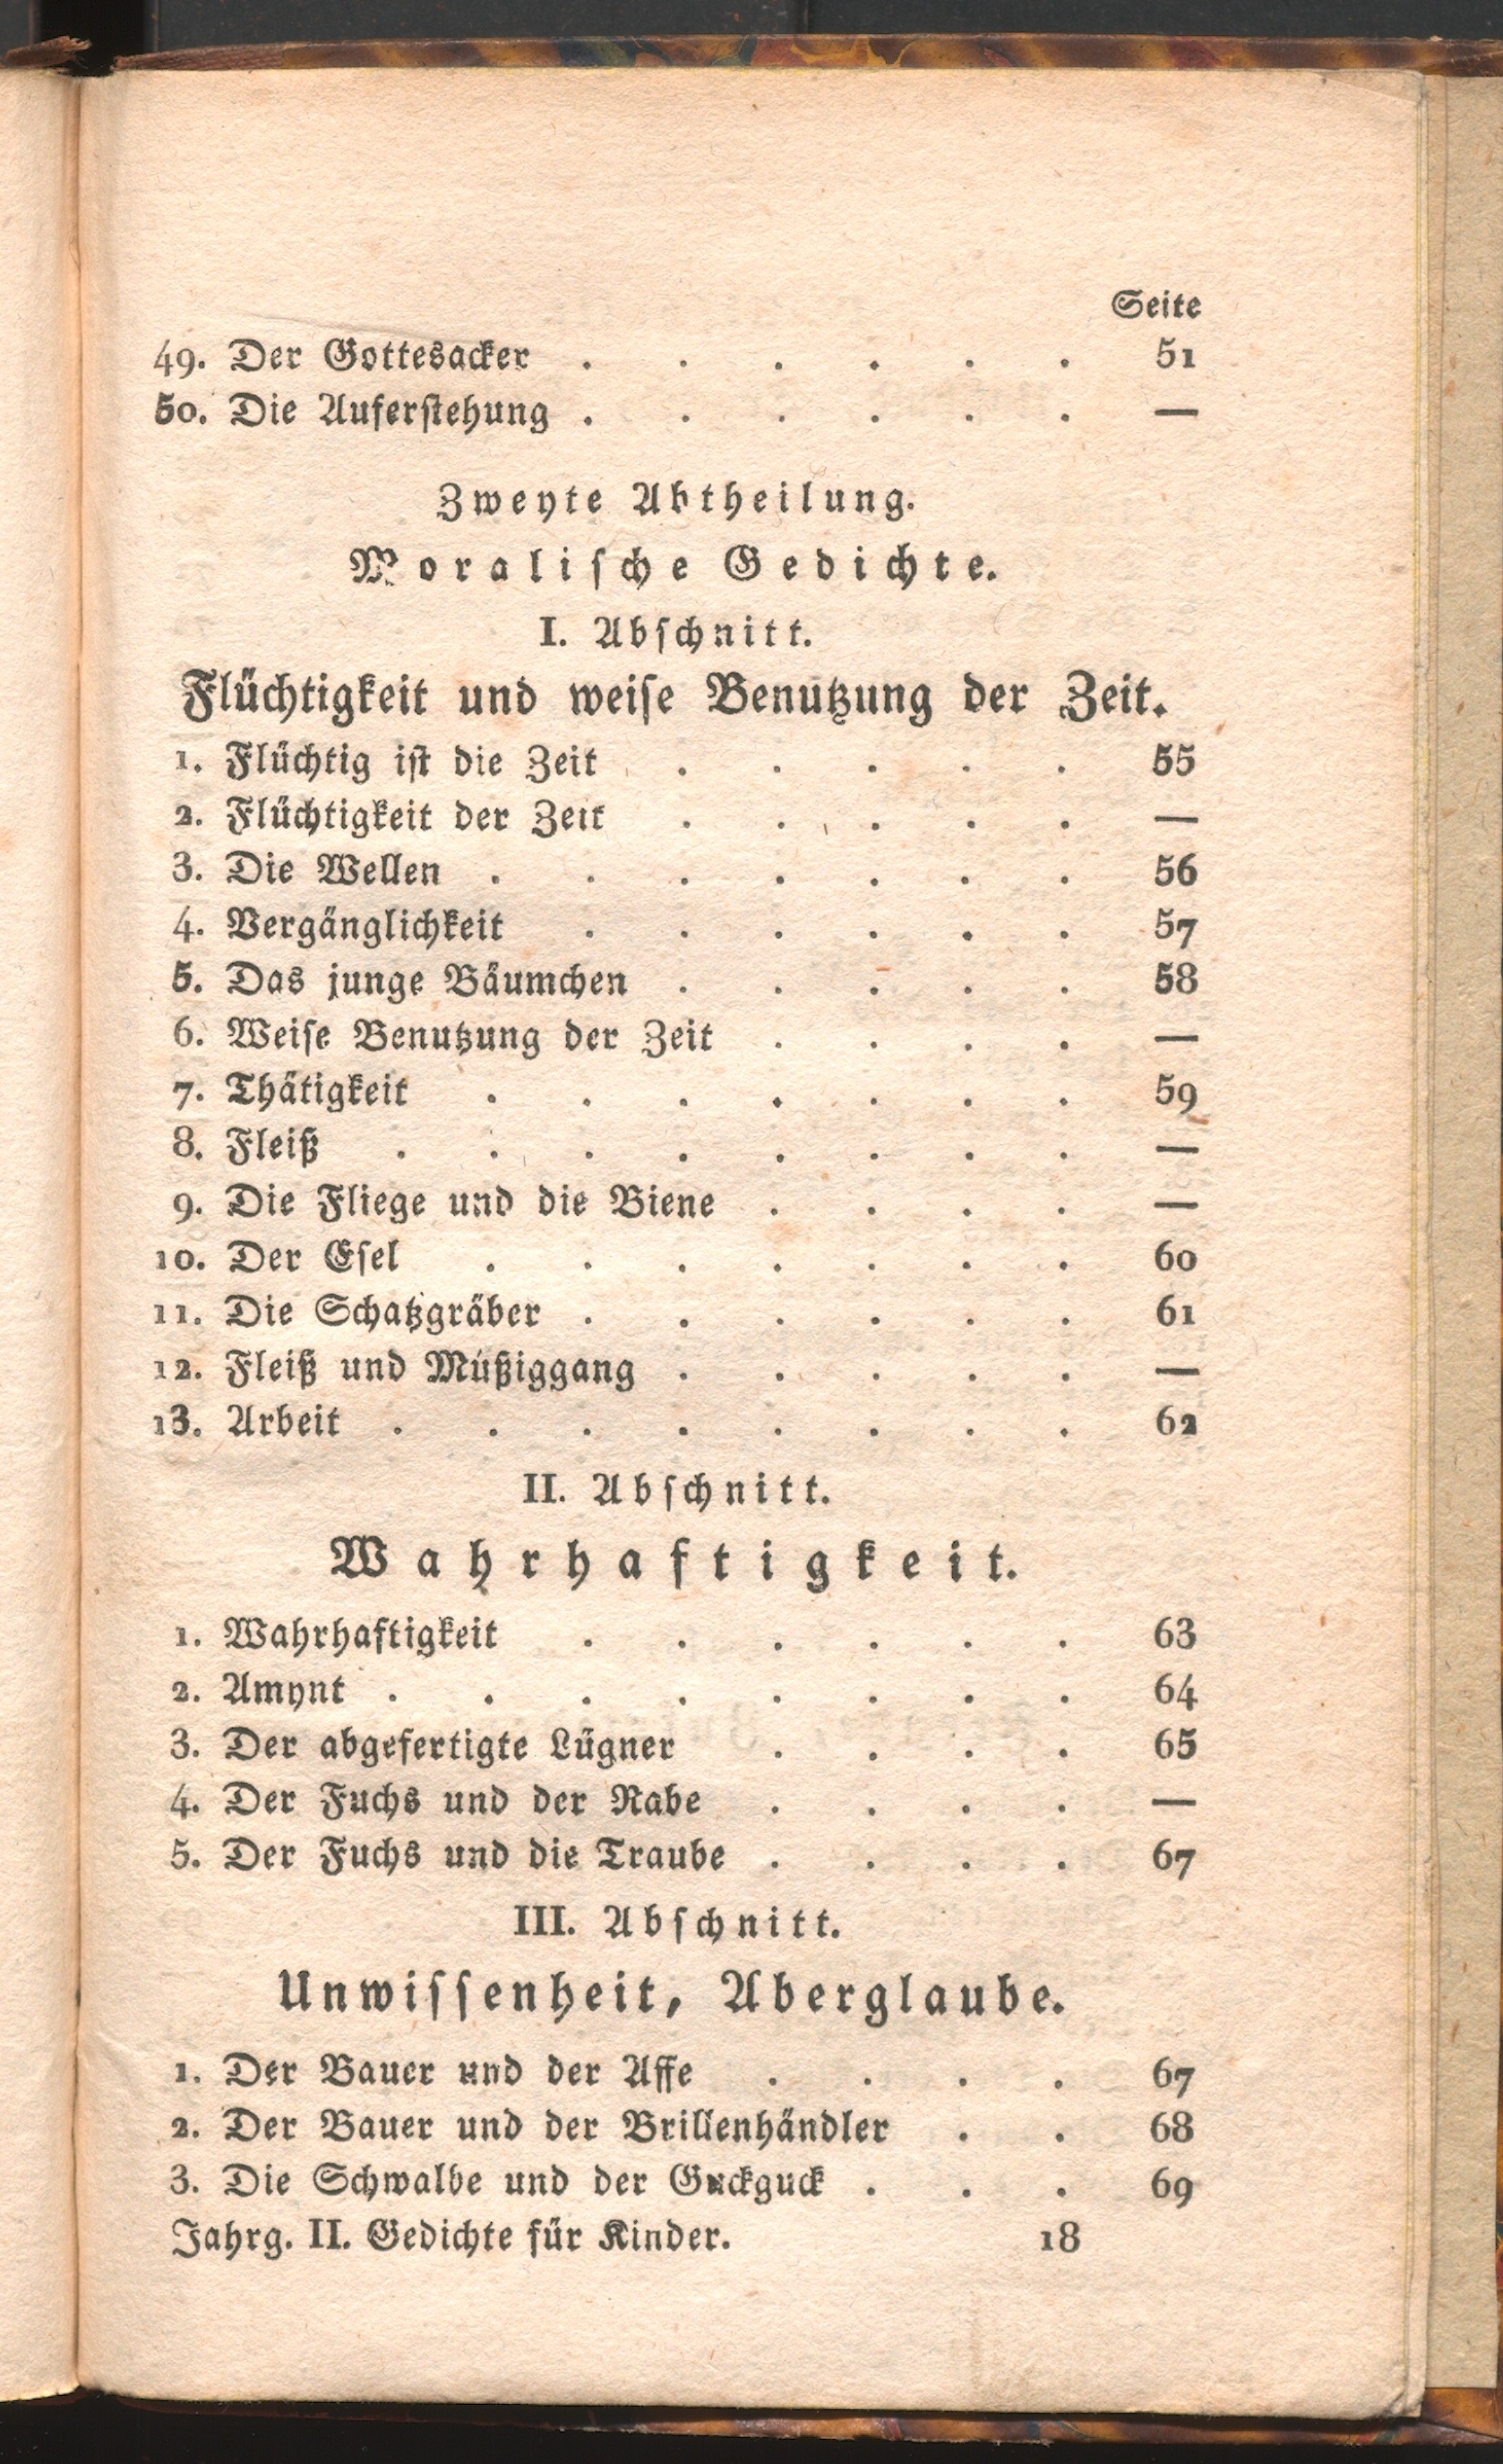 Seite
49. Der Gottesacker . . . . . . 51
50. Die Auferstehung . . . . . . —
Zweyte Abtheilung.
Moralische Gedichte.
I. Abschnitt.
Flüchtigkeit und weise Benutzung der Zeit.
1. Flüchtig ist die Zeit . . . . . 55
2. Flüchtigkeit der Zeit . . . . . —
3. Die Wellen . . . . . . . 56
4. Vergänglichkeit . . . . . . 57
5. Das junge Bäumchen . . . . . 58
6. Weise Benutzung der Zeit . . . . —
7. Thätigkeit . . . . . . . 59
8. Fleiß . . . . . . . . —
9. Die Fliege und die Biene . . . . —
10. Der Esel . . . . . . . 60
11. Die Schatzgräber . . . . . . 61
12. Fleiß und Müßiggang . . . . . —
13. Arbeit . . . . . . . . 62
II. Abschnitt.
Wahrhaftigkeit.
1. Wahrhaftigkeit . . . . . . 63
2. Amynt . . . . . . . . 64
3. Der abgefertigte Lügner . . . . 65
4. Der Fuchs und der Rabe . . . . —
5. Der Fuchs und die Traube . . . . 67
III. Abschnitt.
Unwissenheit, Aberglaube.
1. Der Bauer und der Affe . . . . 67
2. Der Bauer und der Brillenhändler . . 68
3. Die Schwalbe und der Guckguck . . . 69
Jahrg. II. Gedichte für Kinder. 18